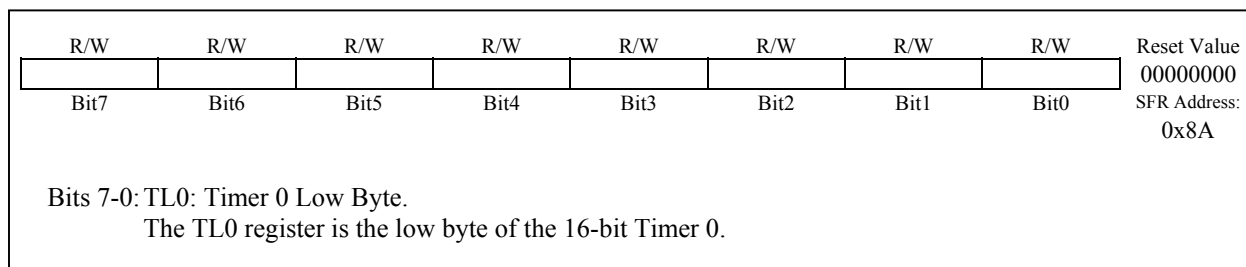 R/W R/W R/W R/W R/W R/W R/W R/W Reset Value
00000000
Bit7 Bit6 Bit5 Bit4 Bit3 Bit2 Bit1 Bit0 SFR Address:
0x8A
Bits 7-0: TL0: Timer 0 Low Byte.
The TL0 register is the low byte of the 16-bit Timer 0.